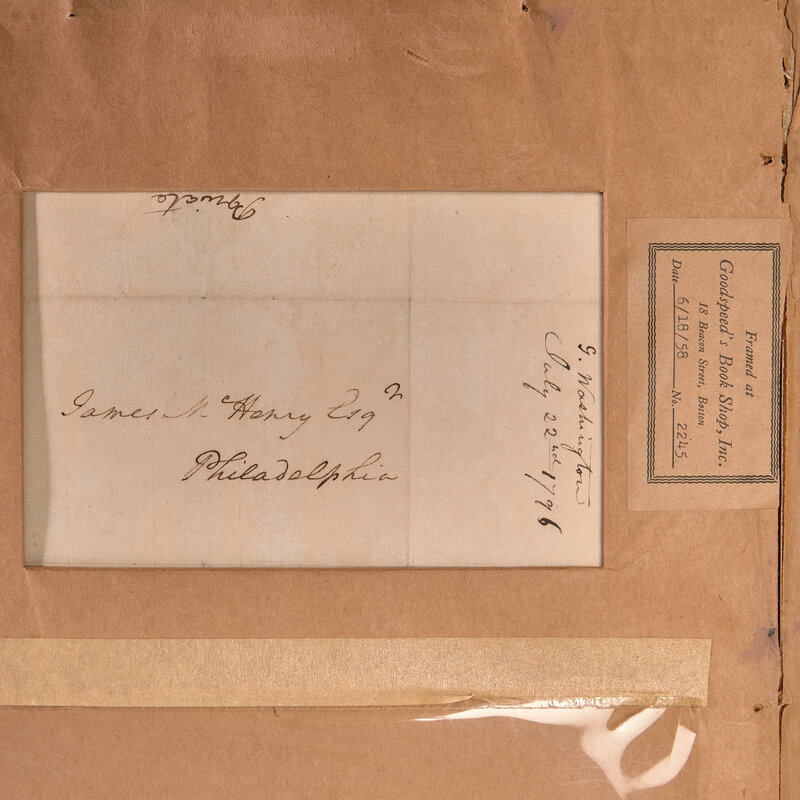 Private
James McHenry Esqr
Philadelphia
G. Washington
July 22nd 1796
Framed at
Goodspeed's Book Shop, Inc.
18 Beacon Street, Boston
Date 6/18/58 No. 2245